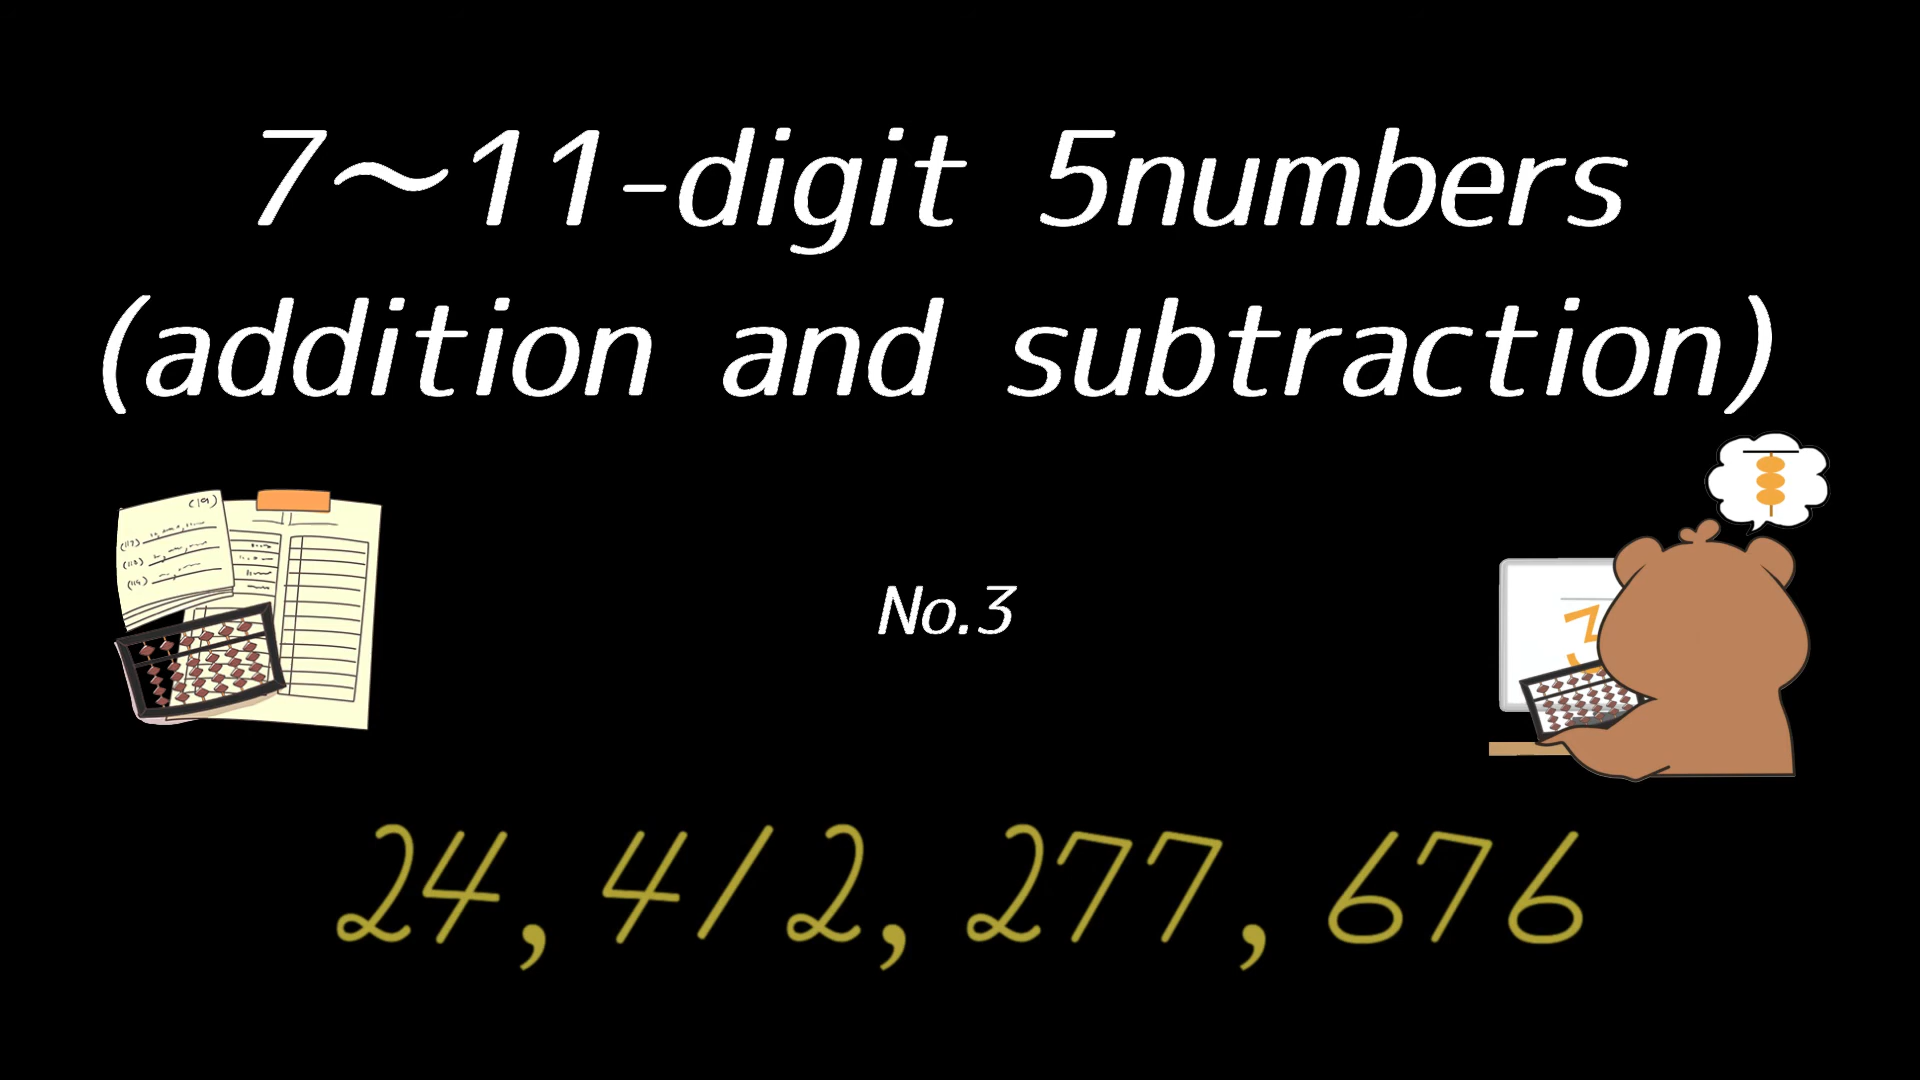 7～11-digit 5numbers
(addition and subtraction)
No.3
24,412,277,676